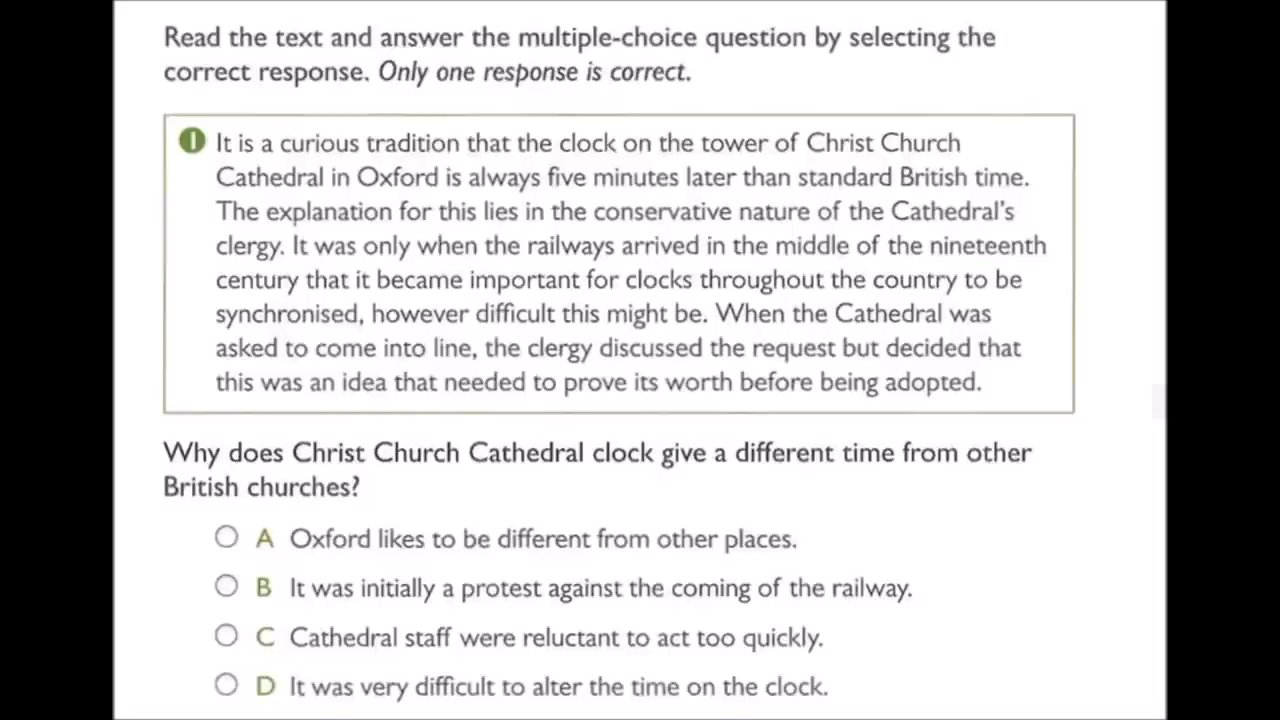 Read the text and answer the multiple-choice question by selecting the
correct response. Only one response is correct.
1 It is a curious tradition that the clock on the tower of Christ Church
Cathedral in Oxford is always five minutes later than standard British time.
The explanation for this lies in the conservative nature of the Cathedral's
clergy. It was only when the railways arrived in the middle of the nineteenth
century that it became important for clocks throughout the country to be
synchronised, however difficult this might be. When the Cathedral was
asked to come into line, the clergy discussed the request but decided that
this was an idea that needed to prove its worth before being adopted.
Why does Christ Church Cathedral clock give a different time from other
British churches?
A Oxford likes to be different from other places.
B It was initially a protest against the coming of the railway.
C Cathedral staff were reluctant to act too quickly.
D It was very difficult to alter the time on the clock.